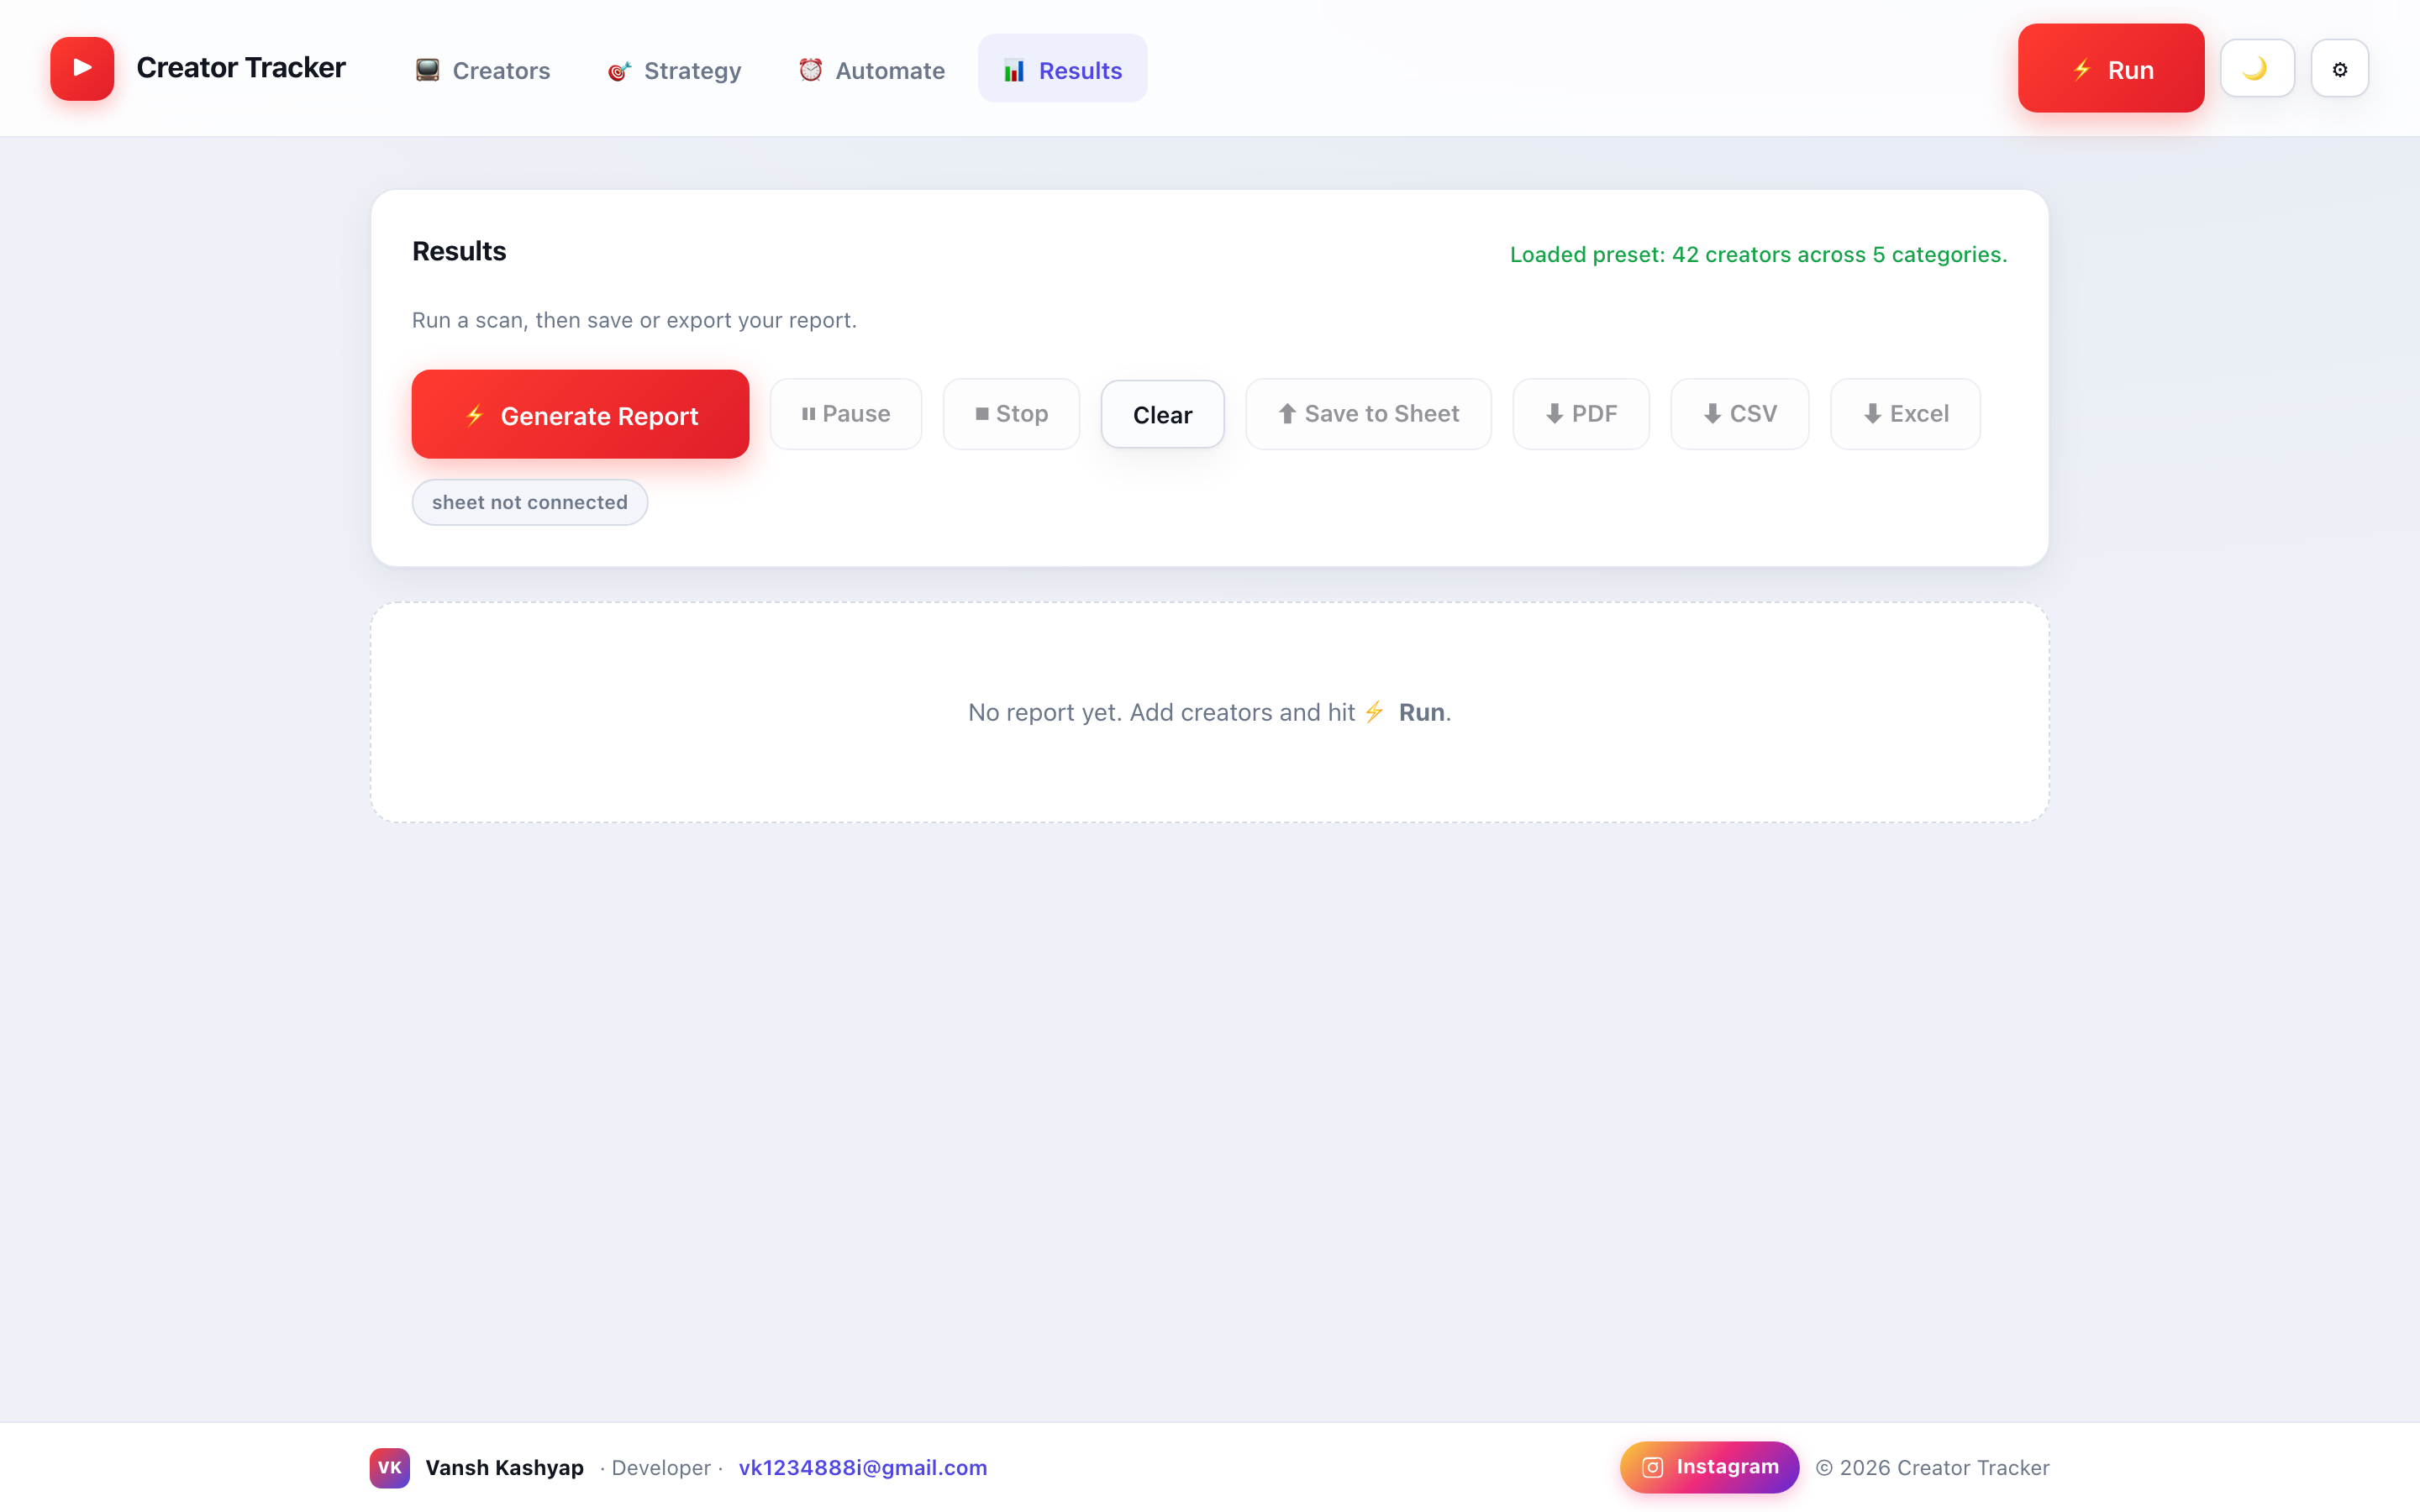 Creator Tracker
Creators
Strategy
Automate
Results
Run
Results
Loaded preset: 42 creators across 5 categories.
Run a scan, then save or export your report.
Generate Report
Pause
Stop
Clear
Save to Sheet
PDF
CSV
Excel
sheet not connected
No report yet. Add creators and hit ⚡ Run.
VK
Vansh Kashyap · Developer · vk1234888i@gmail.com
Instagram
© 2026 Creator Tracker